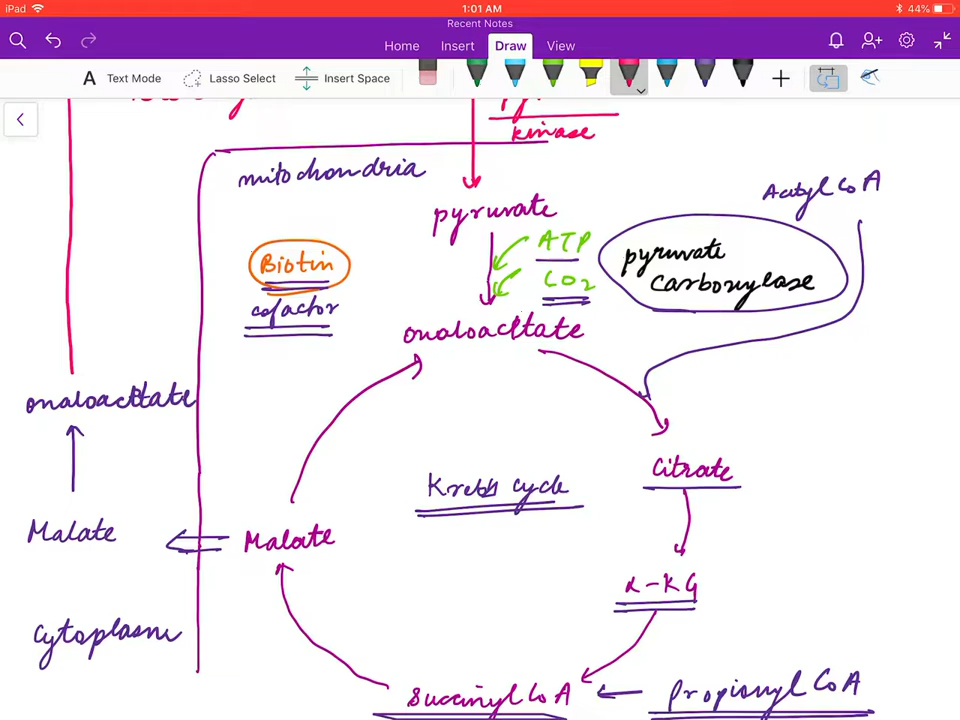 iPad
1:01 AM
44%
Recent Notes
Home
Insert
Draw
View
A Text Mode
Lasso Select
Insert Space
kinase
mitochondria
Acetyl CoA
pyruvate
ATP
pyruvate
carboxylase
Biotin
CO2
cofactor
oxaloacetate
oxaloacetate
Citrate
Krebs cycle
Malate
Malate
α-KG
cytoplasm
Succinyl CoA
Propionyl CoA